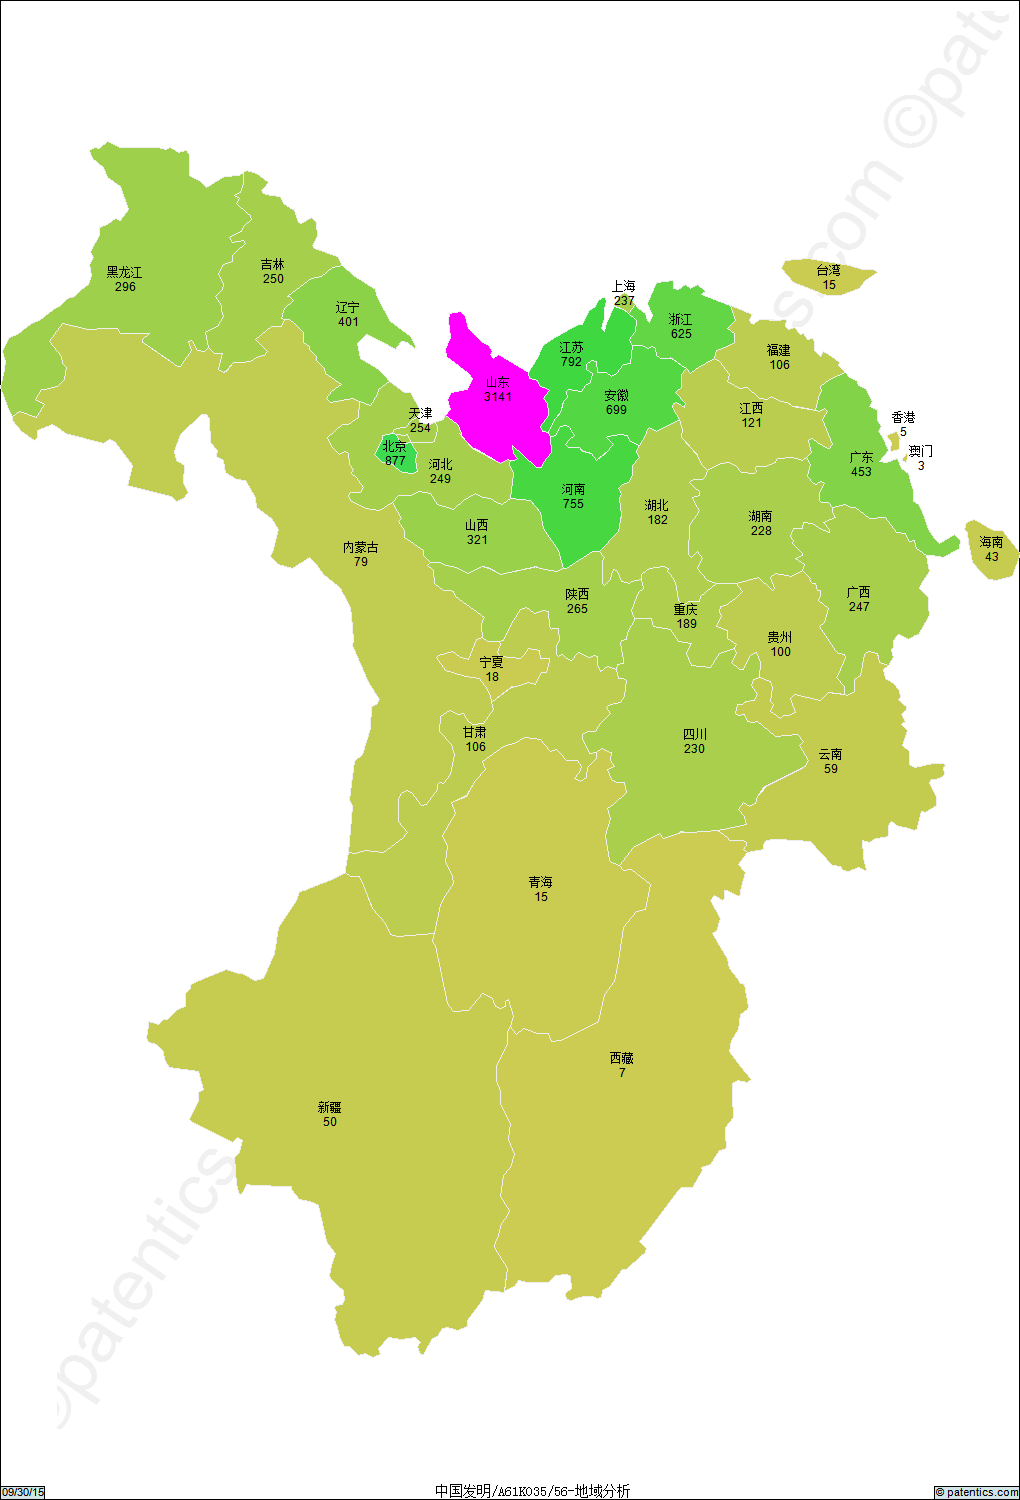 ©patentics.com ©patentics.com
台湾
15
黑龙江
296
吉林
250
上海
237
辽宁
401
浙江
625
江苏
792
福建
106
山东
3141
安徽
699
江西
121
天津
254
香港
5
北京
877
河北
249
广东
453
澳门
3
河南
755
湖北
182
湖南
228
山西
321
内蒙古
79
海南
43
陕西
265
重庆
189
广西
247
贵州
100
宁夏
18
甘肃
106
四川
230
云南
59
青海
15
西藏
7
新疆
50
09/30/15
中国发明/A61K035/56-地域分析
© patentics.com